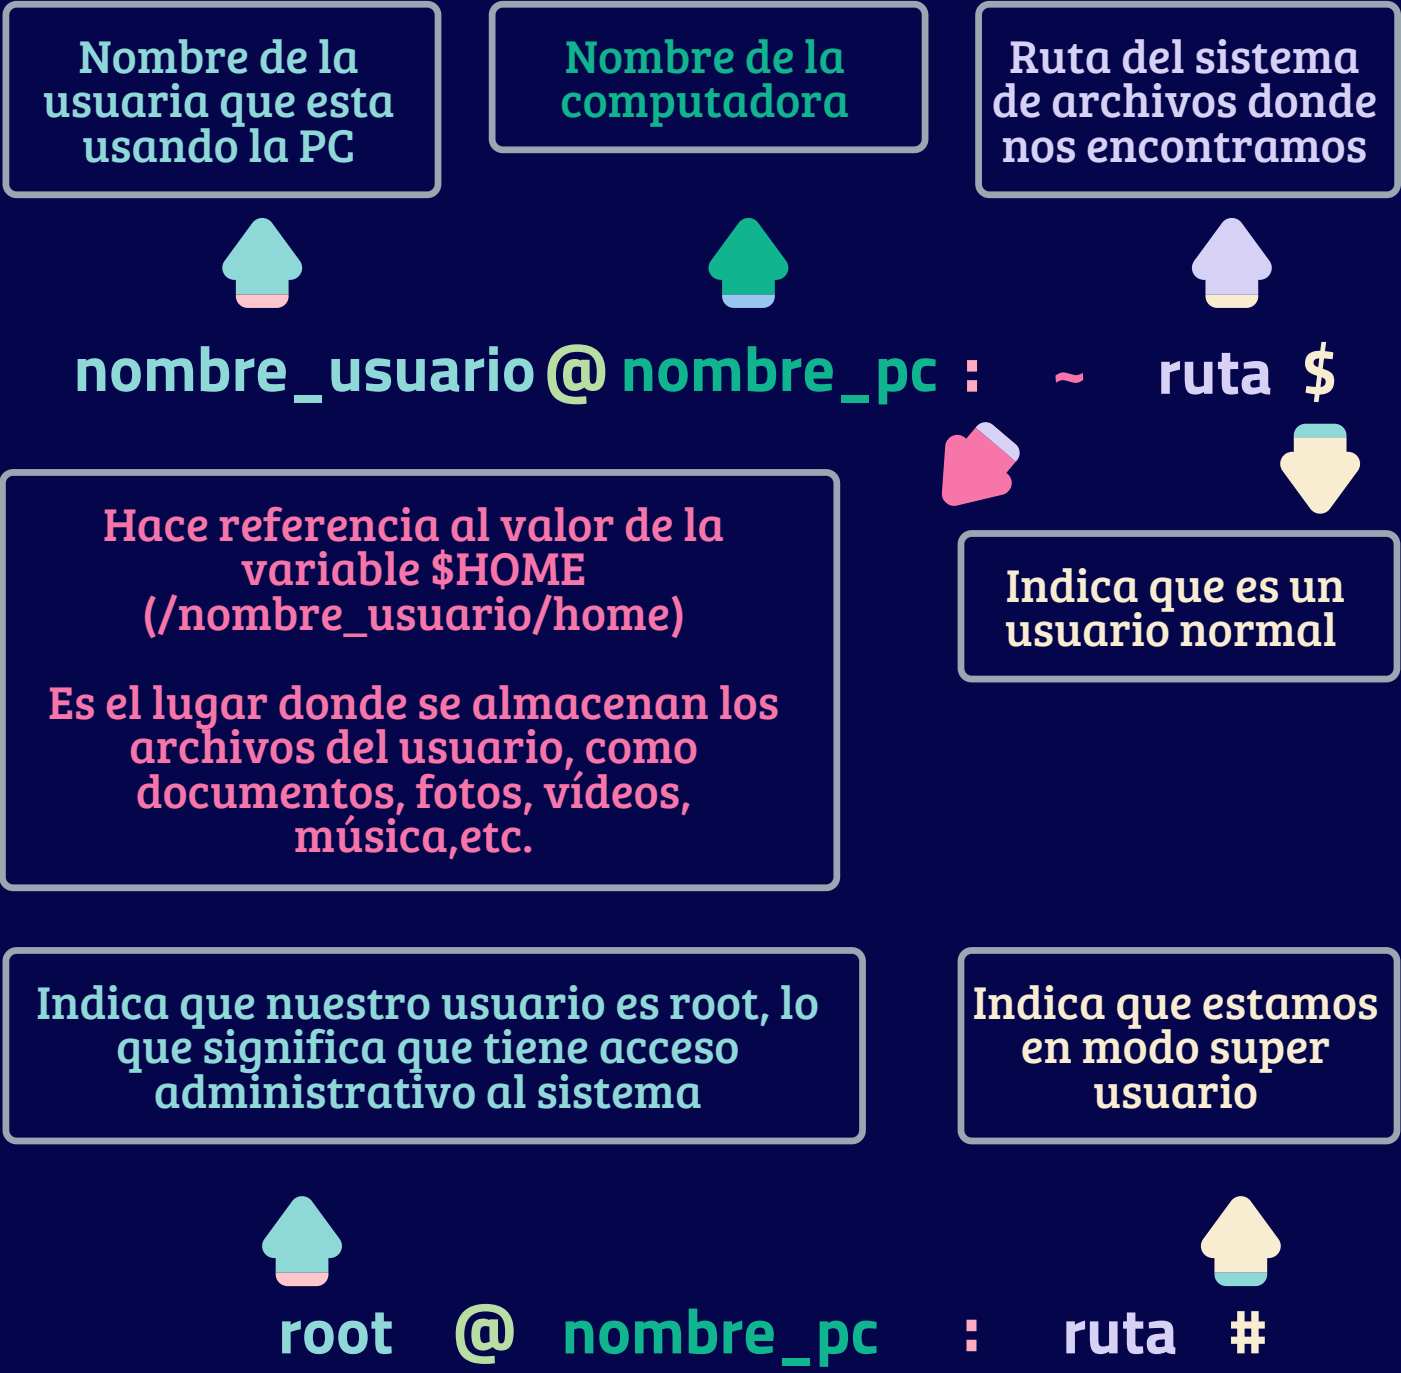 Nombre de la
usuaria que esta
usando la PC
Nombre de la
computadora
Ruta del sistema
de archivos donde
nos encontramos
nombre_usuario @ nombre_pc : ~ ruta $
Hace referencia al valor de la
variable $HOME
(/nombre_usuario/home)
Es el lugar donde se almacenan los
archivos del usuario, como
documentos, fotos, vídeos,
música,etc.
Indica que es un
usuario normal
Indica que nuestro usuario es root, lo
que significa que tiene acceso
administrativo al sistema
Indica que estamos
en modo super
usuario
root @ nombre_pc : ruta #